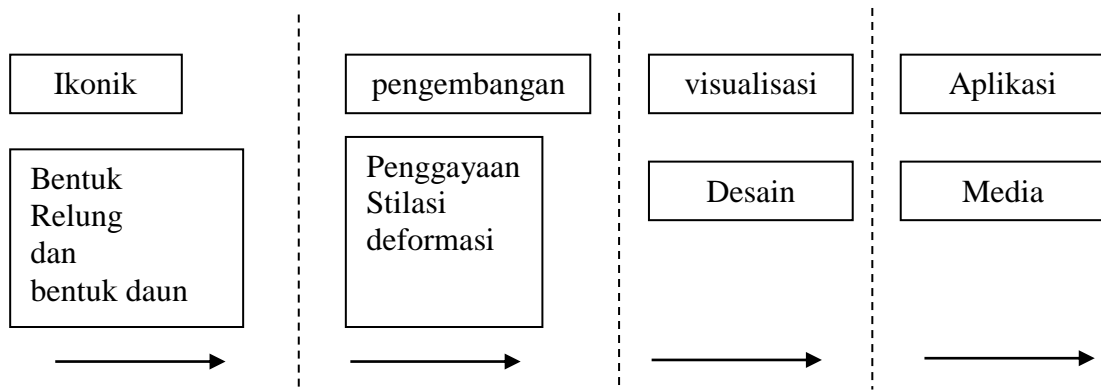 Ikonik
pengembangan
visualisasi
Aplikasi
Bentuk
Relung
dan
bentuk daun
Penggayaan
Stilasi
deformasi
Desain
Media